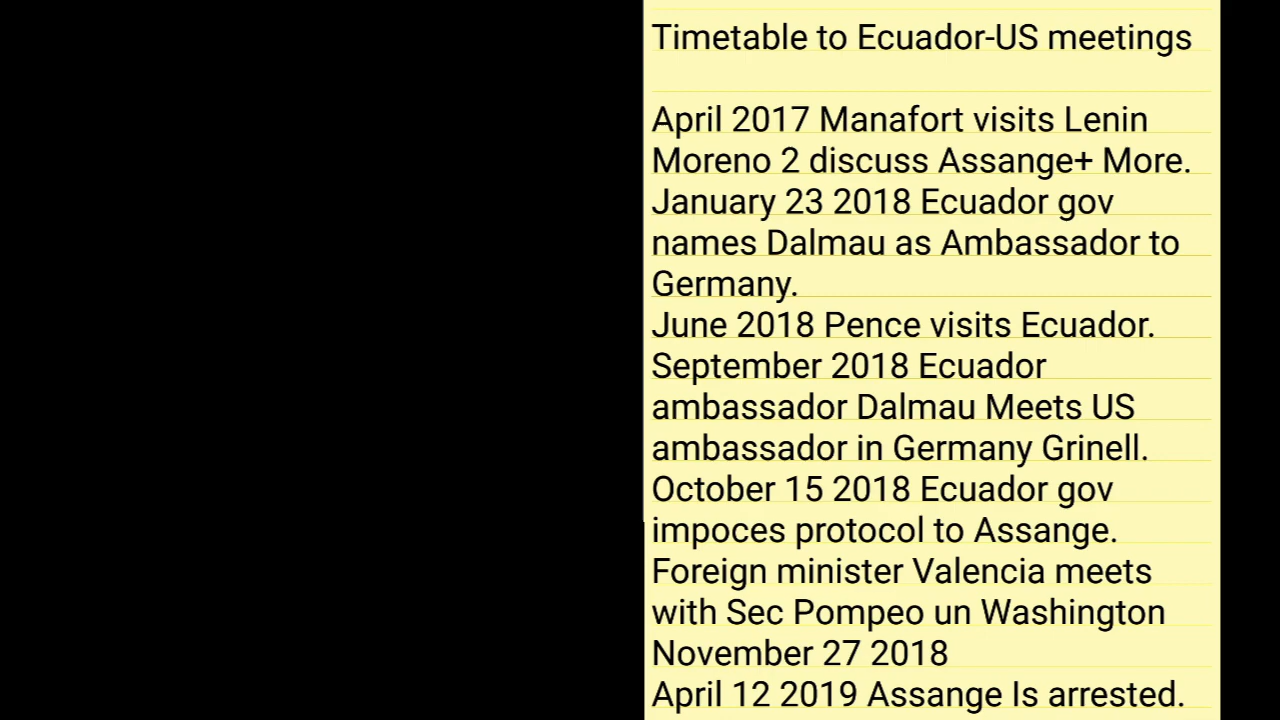 Timetable to Ecuador-US meetings
April 2017 Manafort visits Lenin
Moreno 2 discuss Assange+ More.
January 23 2018 Ecuador gov
names Dalmau as Ambassador to
Germany.
June 2018 Pence visits Ecuador.
September 2018 Ecuador
ambassador Dalmau Meets US
ambassador in Germany Grinell.
October 15 2018 Ecuador gov
impoces protocol to Assange.
Foreign minister Valencia meets
with Sec Pompeo un Washington
November 27 2018
April 12 2019 Assange Is arrested.